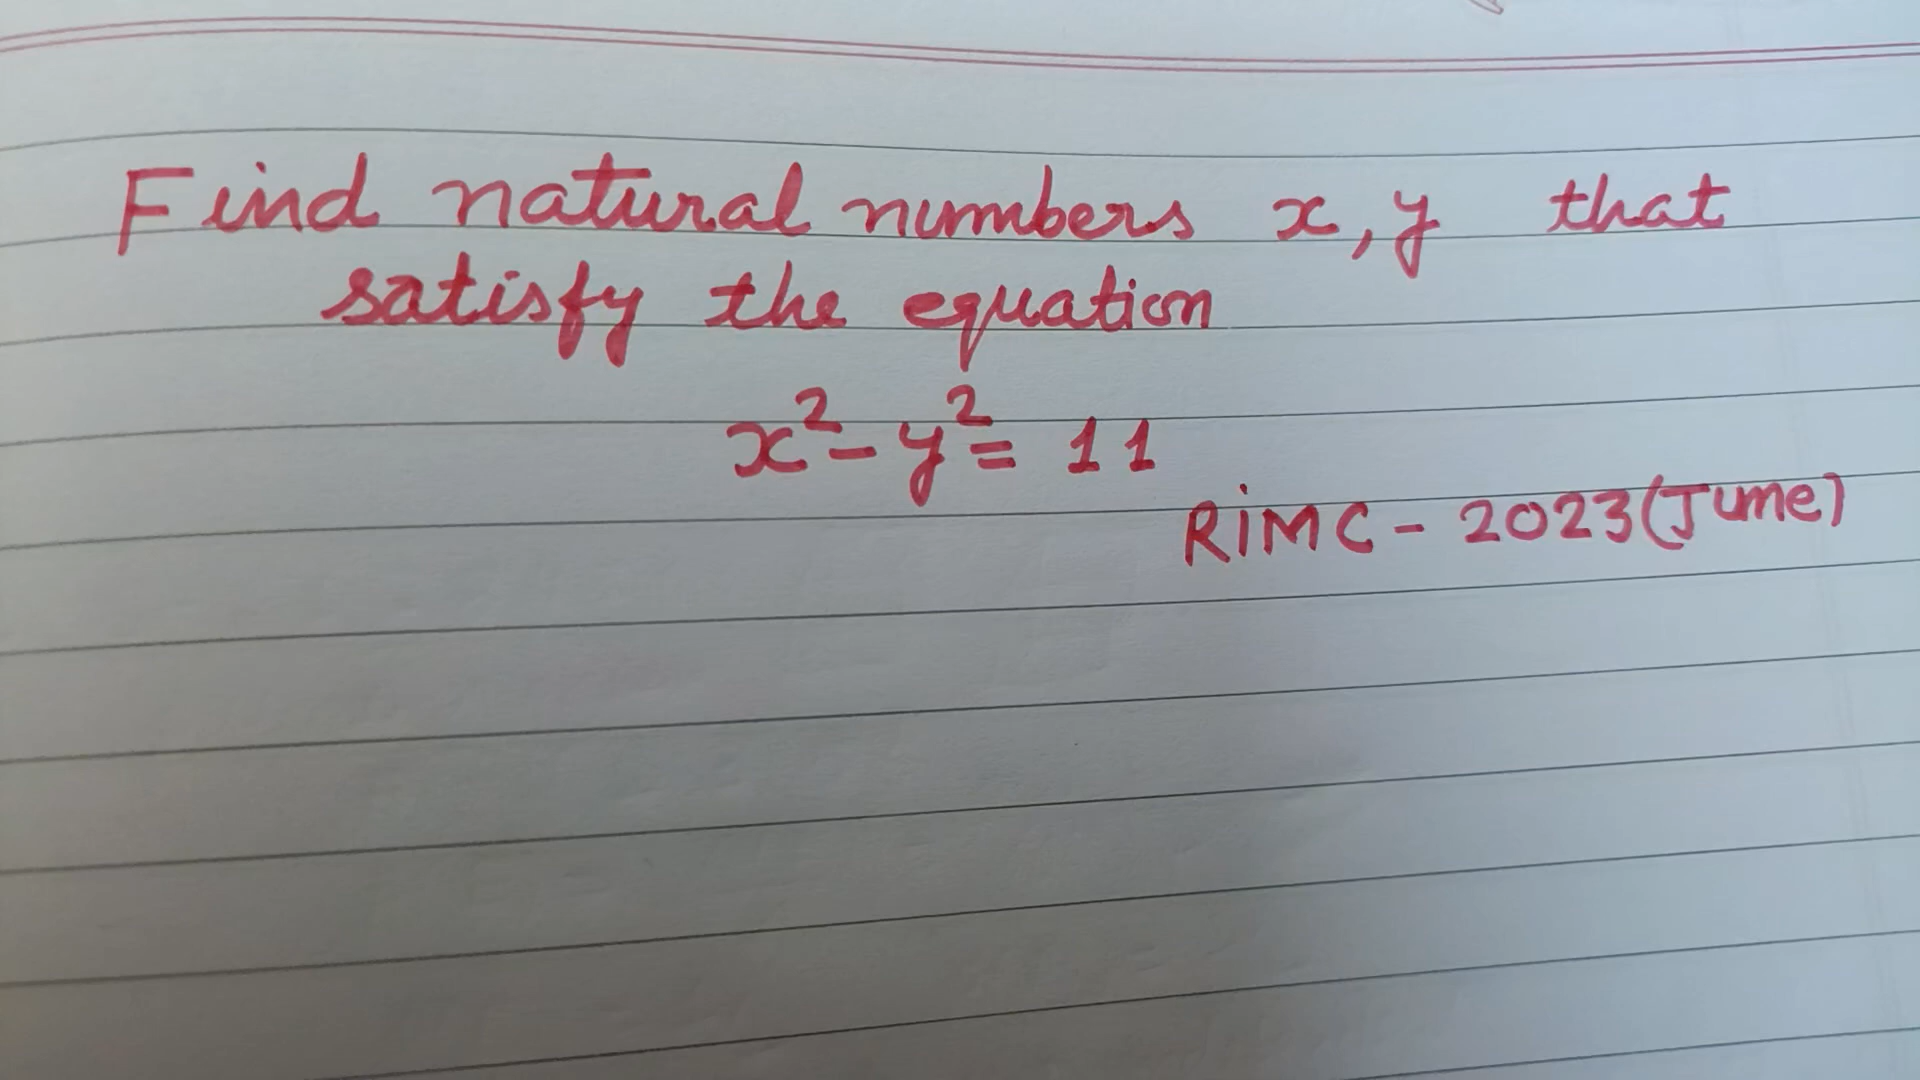 Find natural numbers x, y that
satisfy the equation
x² - y² = 11
RiMC - 2023 (June)